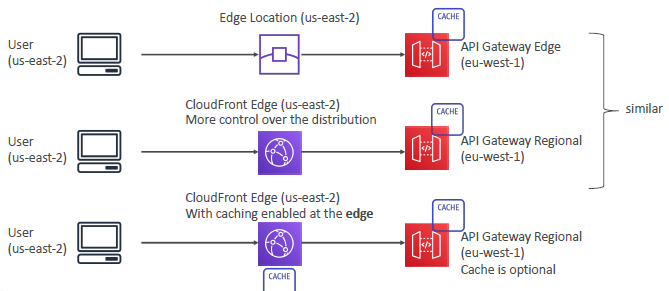 Edge Location (us-east-2)
CACHE
User
(us-east-2)
API Gateway Edge
(eu-west-1)
CloudFront Edge (us-east-2)
More control over the distribution
CACHE
User
(us-east-2)
API Gateway Regional
(eu-west-1)
similar
CloudFront Edge (us-east-2)
With caching enabled at the edge
CACHE
User
(us-east-2)
API Gateway Regional
(eu-west-1)
Cache is optional
CACHE